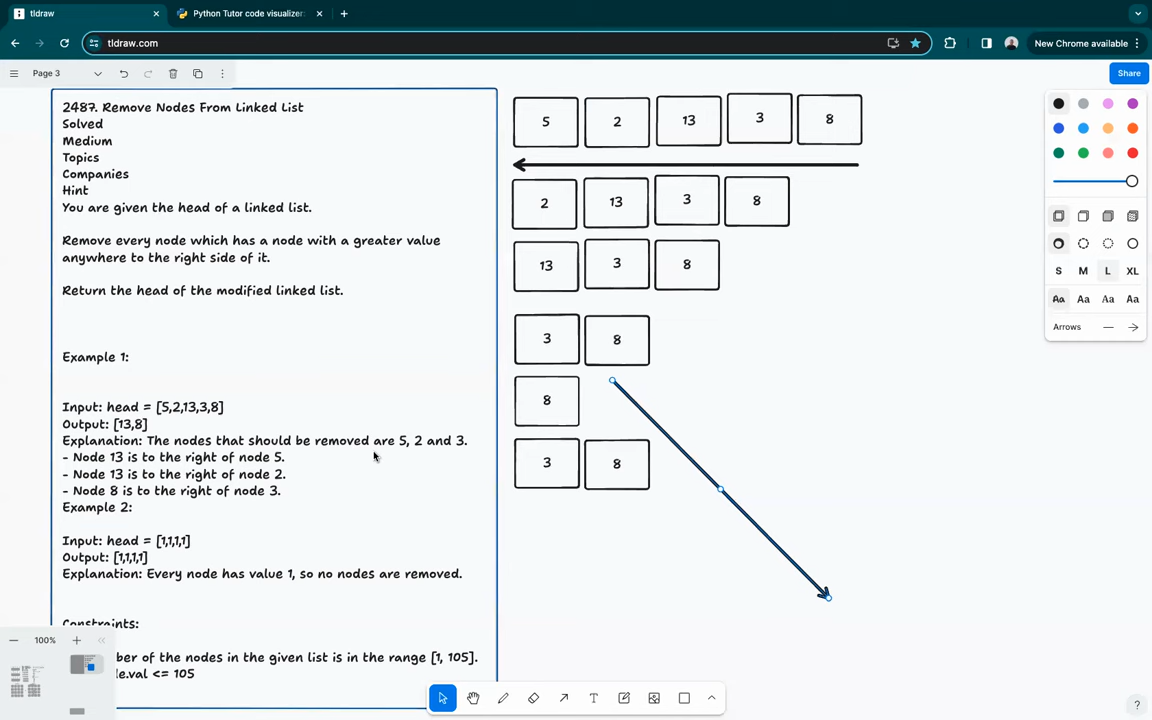 tldraw
Python Tutor code visualizer:
tldraw.com
New Chrome available
Page 3
Share
2487. Remove Nodes From Linked List
Solved
Medium
Topics
Companies
Hint
You are given the head of a linked list.
Remove every node which has a node with a greater value
anywhere to the right side of it.
Return the head of the modified linked list.
Example 1:
Input: head = [5,2,13,3,8]
Output: [13,8]
Explanation: The nodes that should be removed are 5, 2 and 3.
- Node 13 is to the right of node 5.
- Node 13 is to the right of node 2.
- Node 8 is to the right of node 3.
Example 2:
Input: head = [1,1,1,1]
Output: [1,1,1,1]
Explanation: Every node has value 1, so no nodes are removed.
Constraints:
mber of the nodes in the given list is in the range [1, 105].
le.val <= 105
5 2 13 3 8
2 13 3 8
13 3 8
3 8
8
3 8
S M L XL
Aa Aa Aa Aa
Arrows
100%
T
?